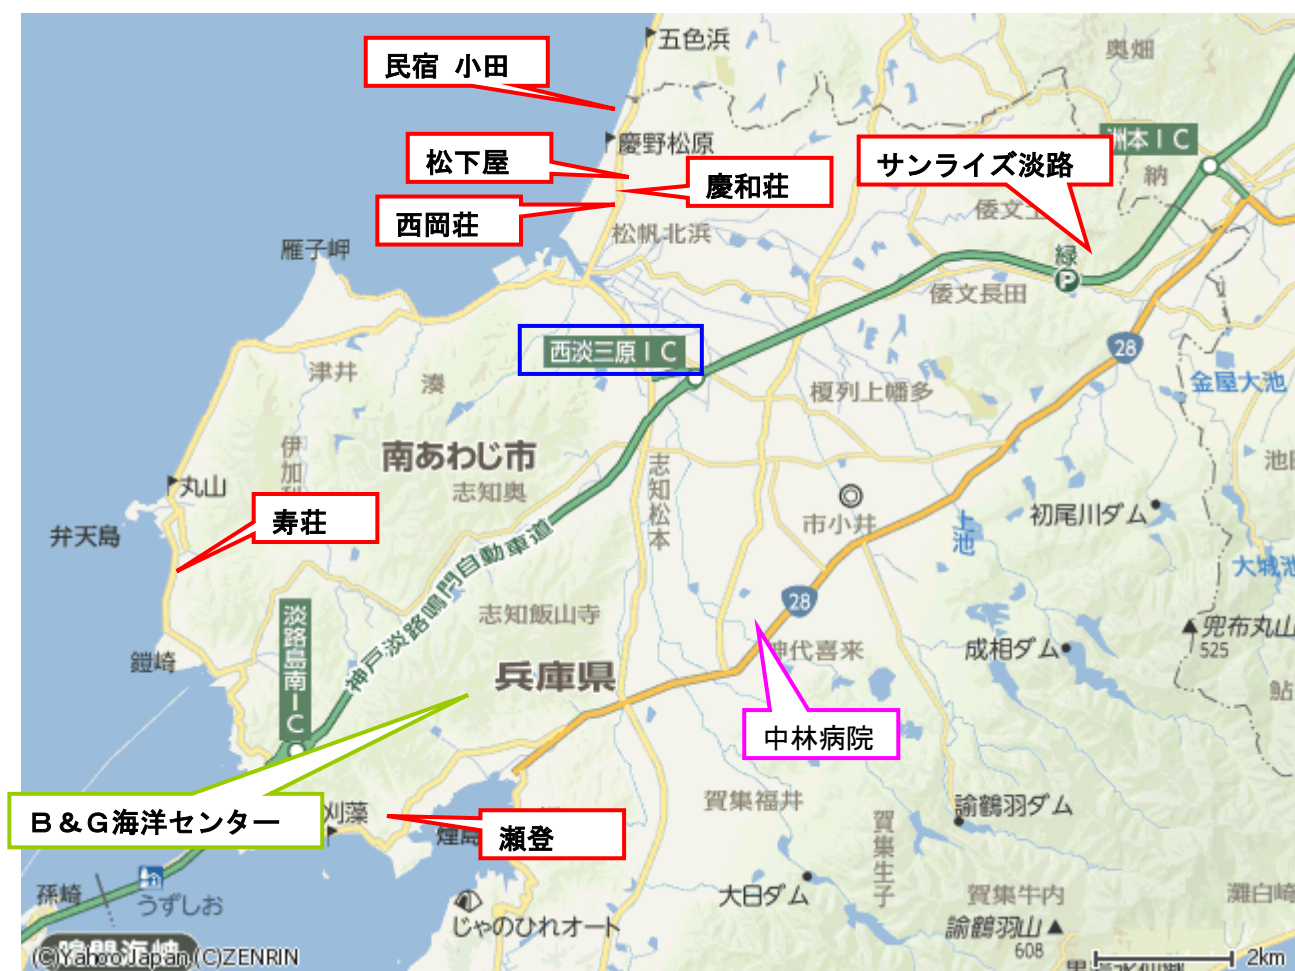 五色浜
奥畑
民宿 小田
慶野松原
洲本IC
松下屋
サンライズ淡路
納
慶和荘
西岡荘
倭文土
松帆北浜
雁子岬
緑
P
倭文長田
西淡三原IC
28
津井
湊
榎列上幡多
金屋大池
伊加利
南あわじ市
志知奥
志知松本
池田
丸山
寿荘
市小井
上池
初尾川ダム
弁天島
神戸淡路鳴門自動車道
大城池
淡路島南IC
志知飯山寺
28
兜布丸山
525
鎧崎
兵庫県
神代喜来
成相ダム
鮎
中林病院
B&G海洋センター
刈藻
瀬登
煙島
賀集福井
賀集生子
諭鶴羽ダム
孫崎
うずしお
じゃのひれオート
大日ダム
賀集牛内
灘白崎
諭鶴羽山
608
鳴門海峡
(C)Yahoo Japan,(C)ZENRIN
2km